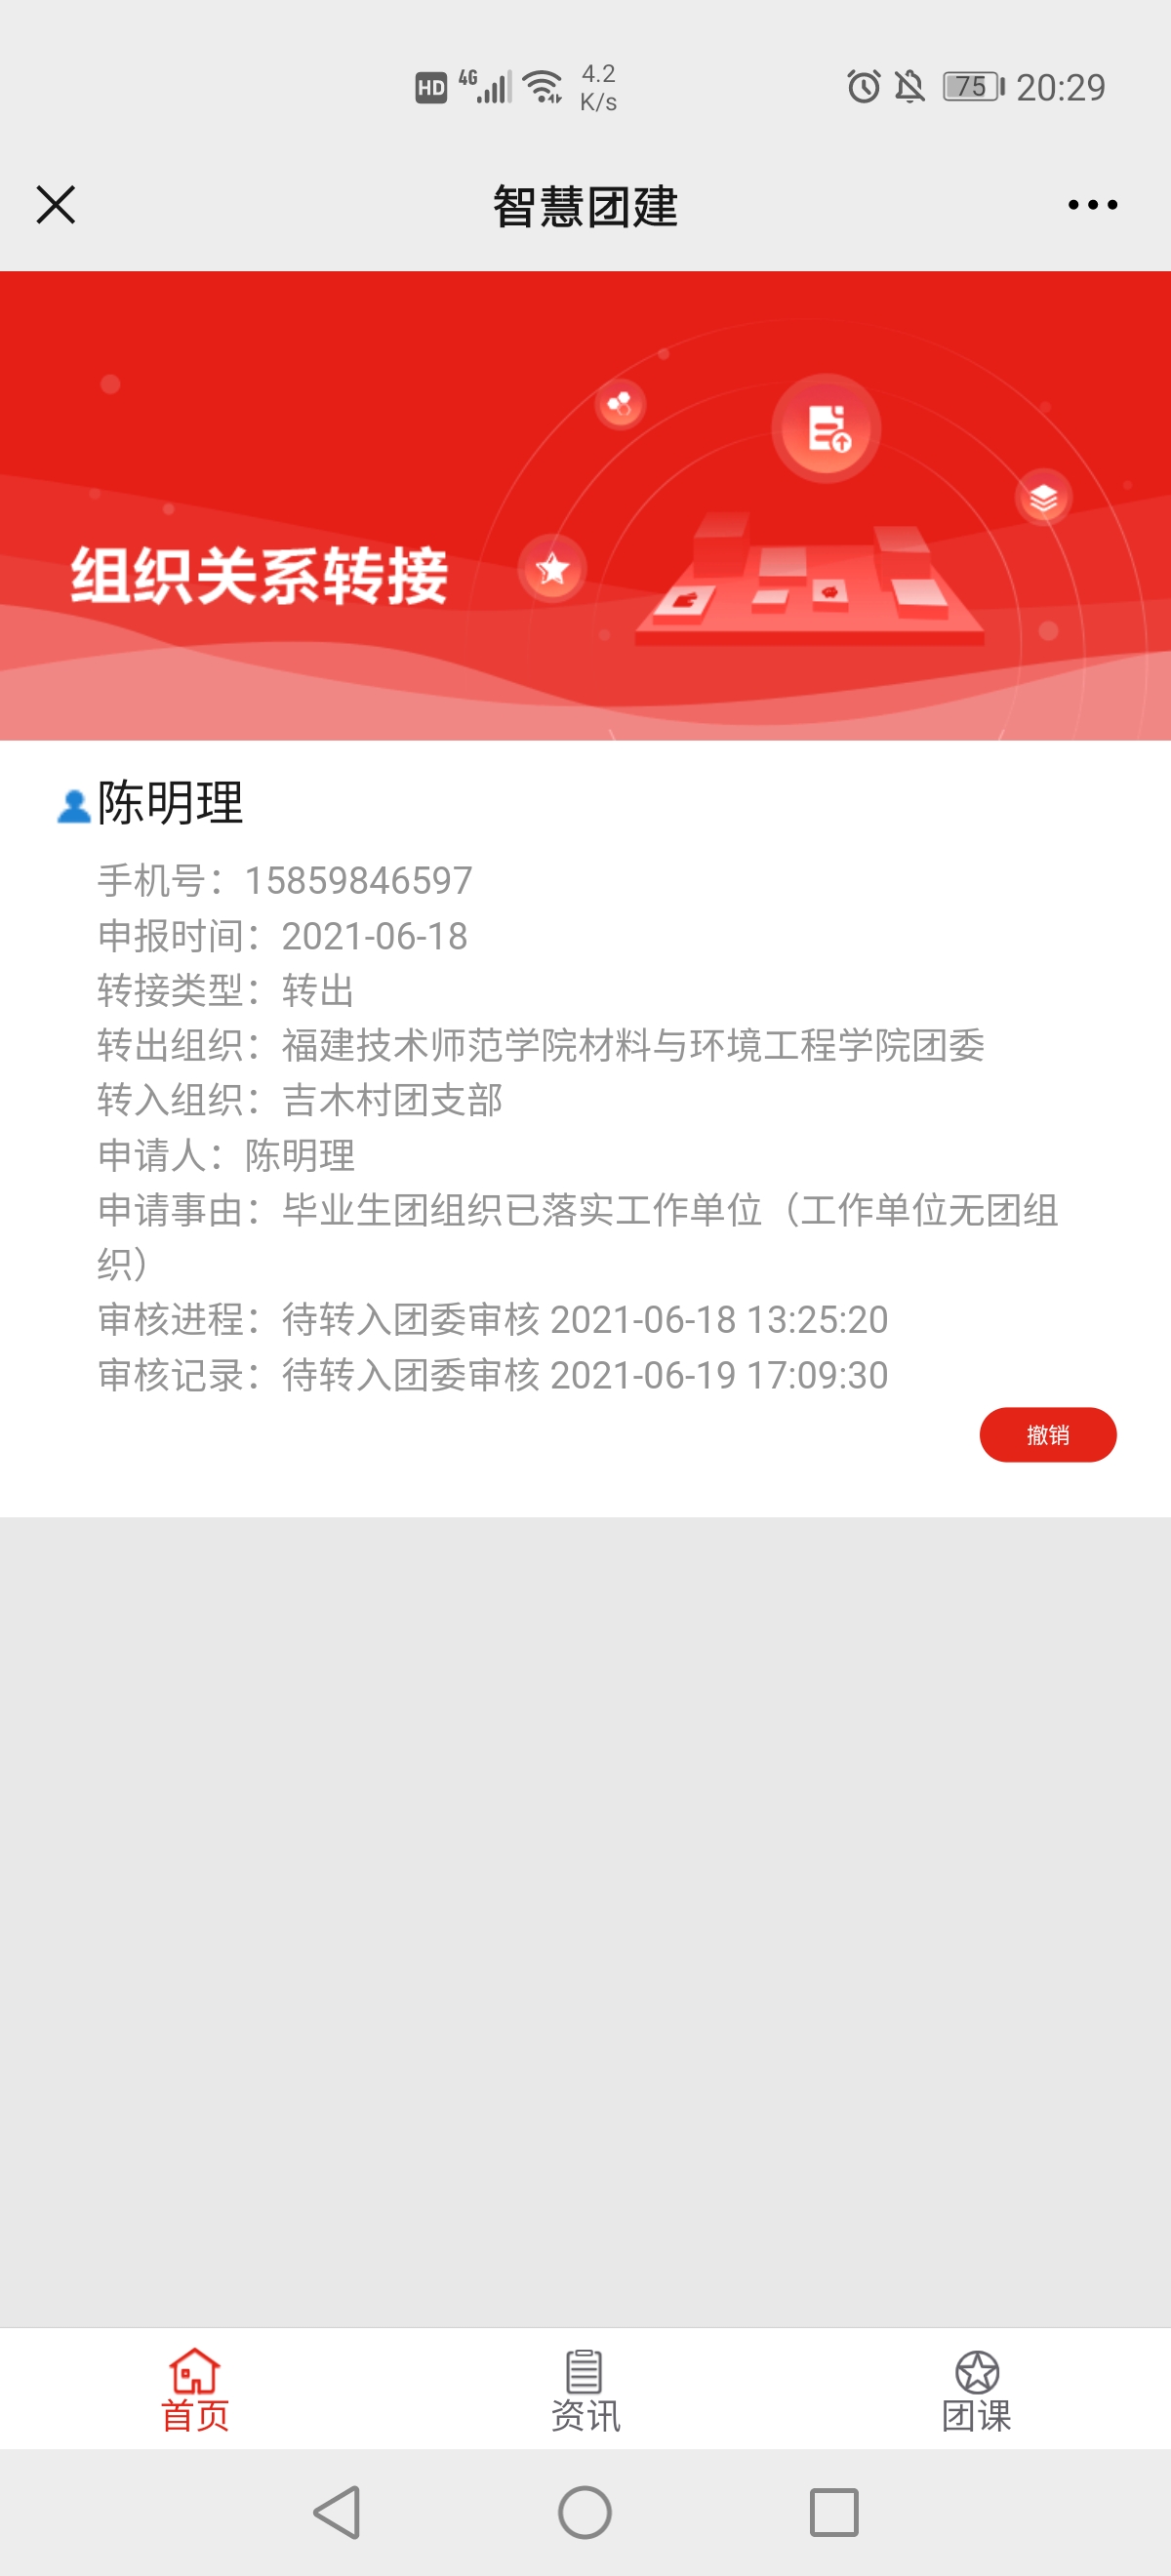 HD 4G 4.2 K/s 75 20:29
智慧团建
组织关系转接
陈明理
手机号：15859846597
申报时间：2021-06-18
转接类型：转出
转出组织：福建技术师范学院材料与环境工程学院团委
转入组织：吉木村团支部
申请人：陈明理
申请事由：毕业生团组织已落实工作单位（工作单位无团组
织）
审核进程：待转入团委审核 2021-06-18 13:25:20
审核记录：待转入团委审核 2021-06-19 17:09:30
撤销
首页 资讯 团课